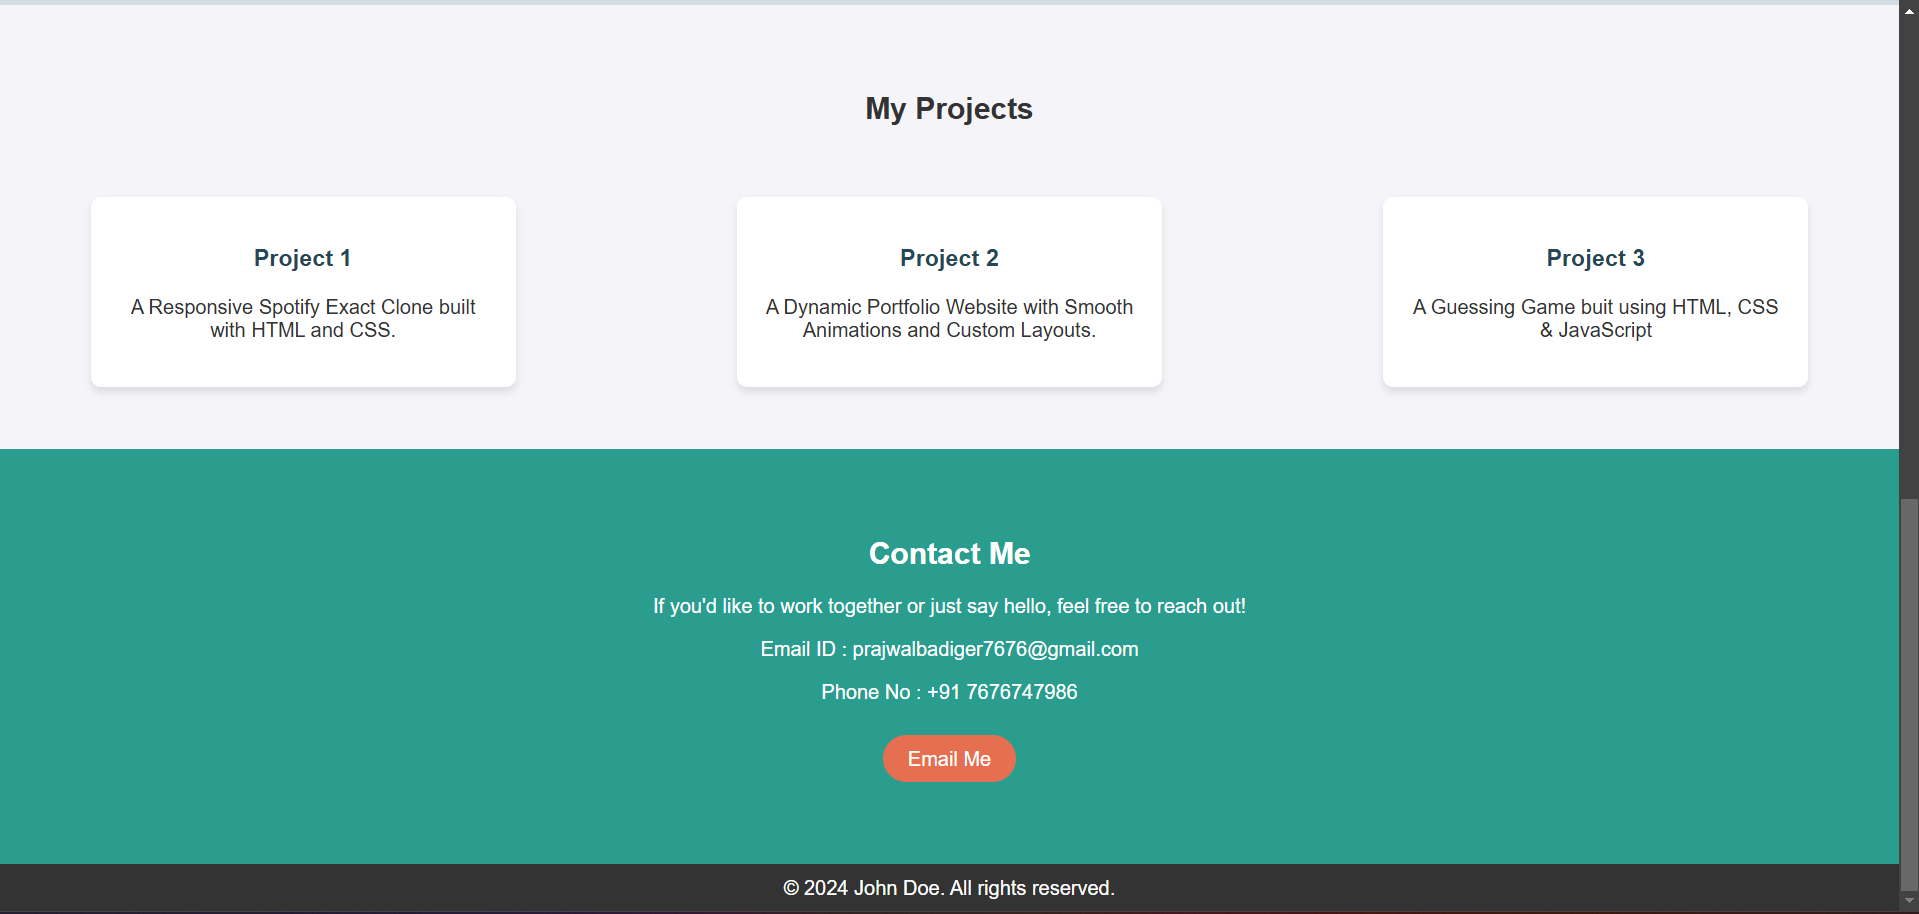 My Projects
Project 1
A Responsive Spotify Exact Clone built
with HTML and CSS.
Project 2
A Dynamic Portfolio Website with Smooth
Animations and Custom Layouts.
Project 3
A Guessing Game buit using HTML, CSS
& JavaScript
Contact Me
If you'd like to work together or just say hello, feel free to reach out!
Email ID : prajwalbadiger7676@gmail.com
Phone No : +91 7676747986
Email Me
© 2024 John Doe. All rights reserved.